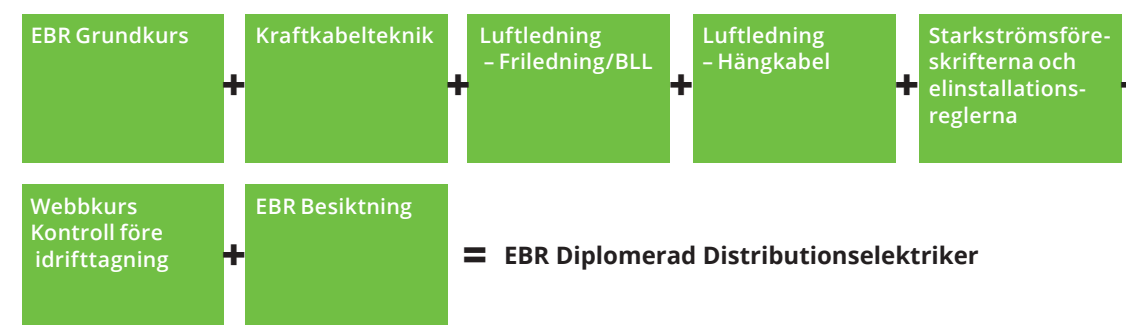 EBR Grundkurs
+
Kraftkabelteknik
+
Luftledning
– Friledning/BLL
+
Luftledning
– Hängkabel
+
Starkströmsföre-
skrifterna och
elinstallations-
reglerna
+
Webbkurs
Kontroll före
idrifttagning
+
EBR Besiktning
= EBR Diplomerad Distributionselektriker